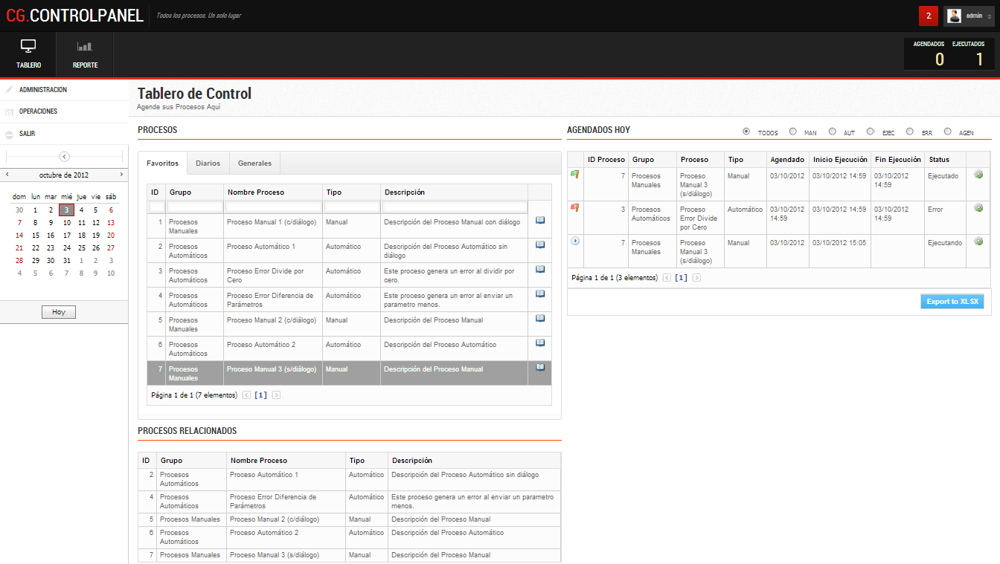 CG.CONTROLPANEL
Todos los procesos. Un solo lugar
2
admin
TABLERO
REPORTE
AGENDADOS EJECUTADOS
0 1
ADMINISTRACION
OPERACIONES
SALIR
octubre de 2012
dom lun mar mié jue vie sáb
30 1 2 3 4 5 6
7 8 9 10 11 12 13
14 15 16 17 18 19 20
21 22 23 24 25 26 27
28 29 30 31 1 2 3
4 5 6 7 8 9 10
Hoy
Tablero de Control
Agende sus Procesos Aquí
PROCESOS
Favoritos Diarios Generales
ID Grupo Nombre Proceso Tipo Descripción
1 Procesos Manuales Proceso Manual 1 (c/diálogo) Manual Descripción del Proceso Manual con diálogo
2 Procesos Automáticos Proceso Automático 1 Automático Descripción del Proceso Automático sin diálogo
3 Procesos Automáticos Proceso Error Divide por Cero Automático Este proceso genera un error al dividir por cero.
4 Procesos Automáticos Proceso Error Diferencia de Parámetros Automático Este proceso genera un error al enviar un parametro menos.
5 Procesos Manuales Proceso Manual 2 (c/diálogo) Manual Descripción del Proceso Manual
6 Procesos Automáticos Proceso Automático 2 Automático Descripción del Proceso Automático
7 Procesos Manuales Proceso Manual 3 (s/diálogo) Manual Descripción del Proceso Manual
Página 1 de 1 (7 elementos) [1]
PROCESOS RELACIONADOS
ID Grupo Nombre Proceso Tipo Descripción
2 Procesos Automáticos Proceso Automático 1 Automático Descripción del Proceso Automático sin diálogo
4 Procesos Automáticos Proceso Error Diferencia de Parámetros Automático Este proceso genera un error al enviar un parametro menos.
5 Procesos Manuales Proceso Manual 2 (c/diálogo) Manual Descripción del Proceso Manual
6 Procesos Automáticos Proceso Automático 2 Automático Descripción del Proceso Automático
7 Procesos Manuales Proceso Manual 3 (s/diálogo) Manual Descripción del Proceso Manual
AGENDADOS HOY
TODOS MAN AUT EJEC ERR AGEN
ID Proceso Grupo Proceso Tipo Agendado Inicio Ejecución Fin Ejecución Status
7 Procesos Manuales Proceso Manual 3 (s/diálogo) Manual 03/10/2012 03/10/2012 14:59 03/10/2012 14:59 Ejecutado
3 Procesos Automáticos Proceso Error Divide por Cero Automático 03/10/2012 14:59 03/10/2012 14:59 03/10/2012 14:59 Error
7 Procesos Manuales Proceso Manual 3 (s/diálogo) Manual 03/10/2012 03/10/2012 15:05 Ejecutando
Página 1 de 1 (3 elementos) [1]
Export to XLSX